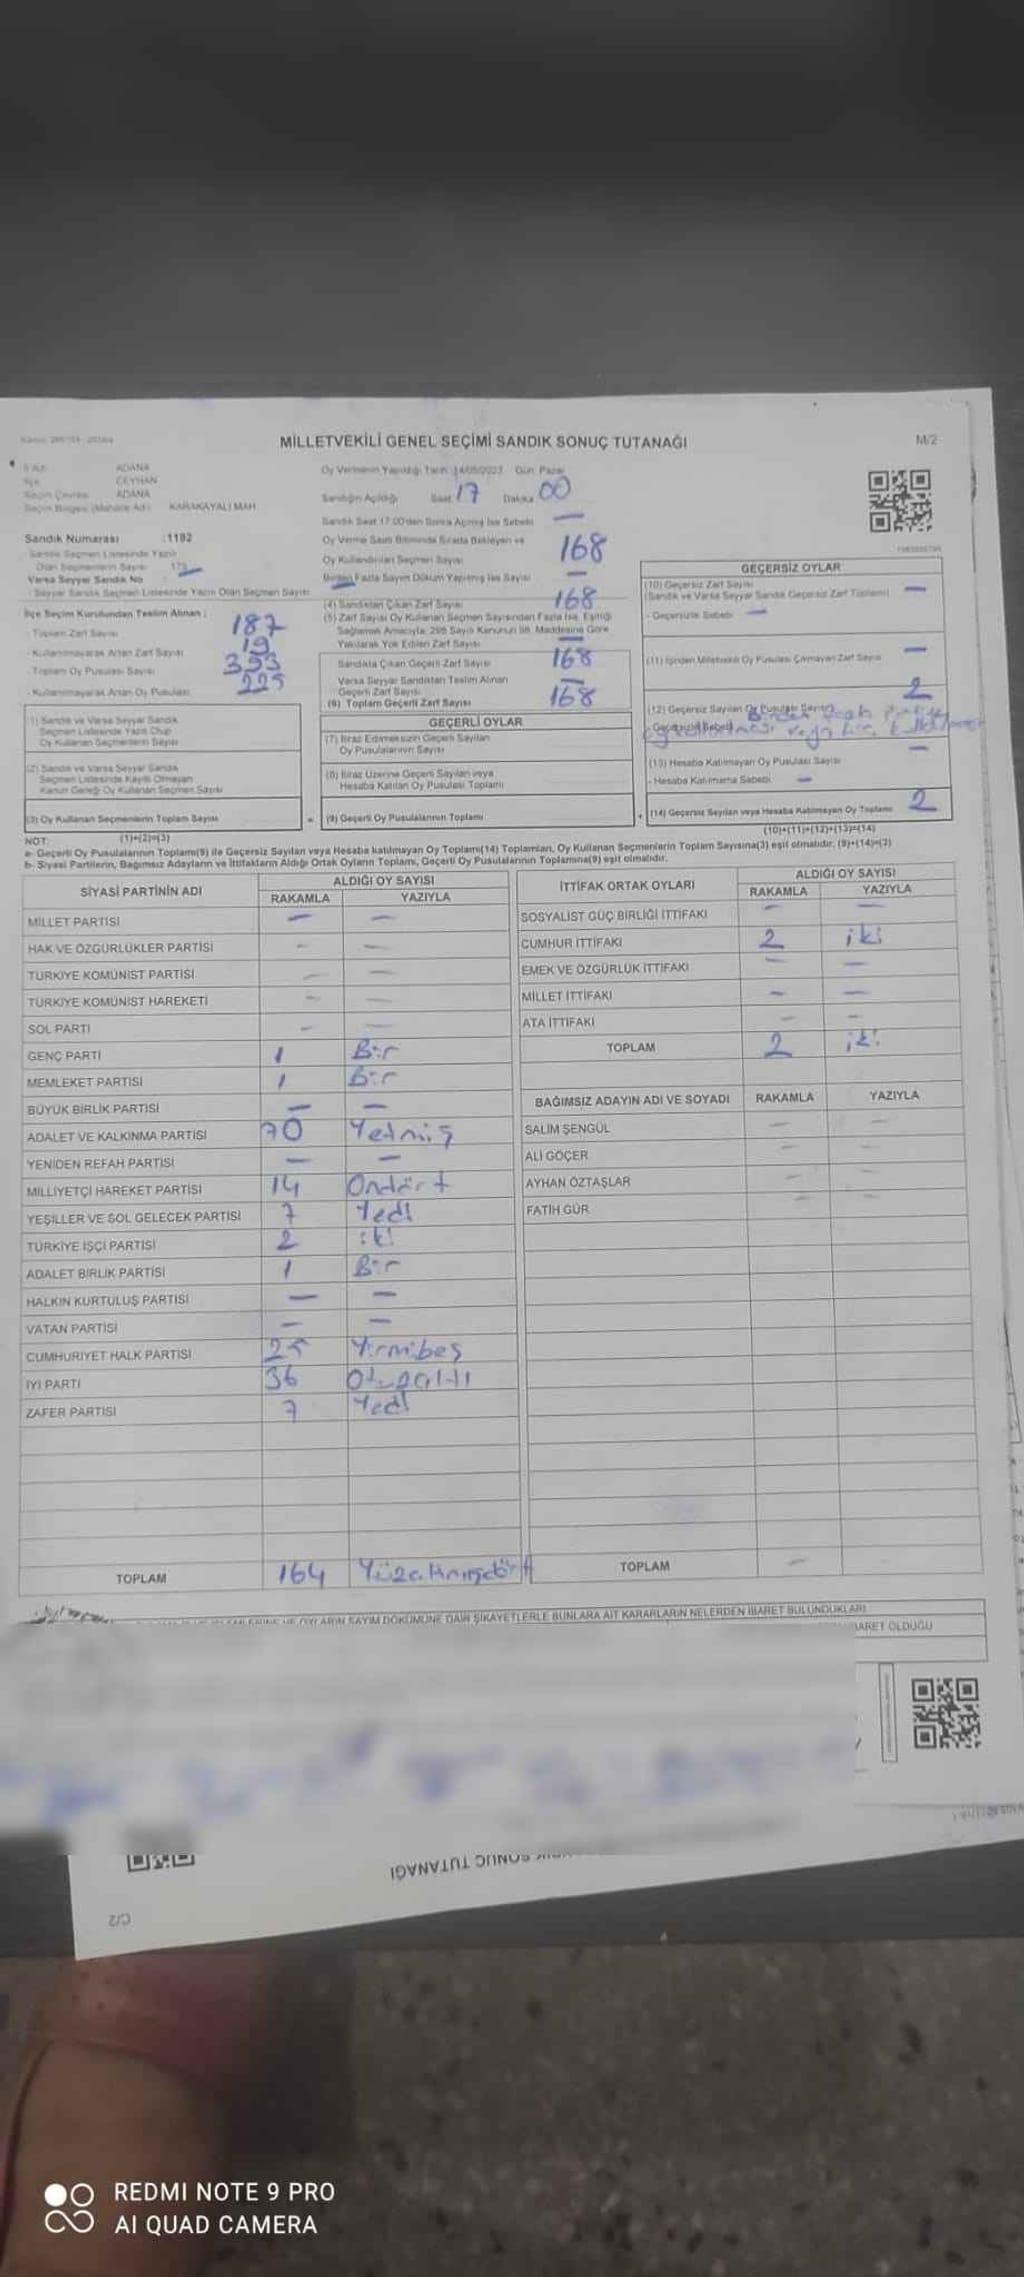 MİLLETVEKİLİ GENEL SEÇİMİ SANDIK SONUÇ TUTANAĞI
M/2
ADANA
CEYHAN
ADANA
KARAKAYALI MAH
Oy Vermenin Yapıldığı Tarih :14/05/2023 Gün: Pazar
Sandığın Açıldığı Saat 17 Dakika 00
Sandık Saat 17.00'den Sonra Açılmış İse Sebebi —
Oy Verme Saati Bitiminde Sırada Bekleyen ve
Oy Kullandırılan Seçmen Sayısı 168
Birden Fazla Sayım Döküm Yapılmış İse Sayısı —
Sandık Numarası :1192
Sandık Seçmen Listesinde Yazılı
Olan Seçmenlerin Sayısı
Varsa Seyyar Sandık No
Seyyar Sandık Seçmen Listesinde Yazılı Olan Seçmen Sayısı
İlçe Seçim Kurulundan Teslim Alınan :
- Toplam Zarf Sayısı 187
- Kullanılmayarak Artan Zarf Sayısı 19
- Toplam Oy Pusulası Sayısı 393
- Kullanılmayarak Artan Oy Pusulası 225
(1) Sandık ve Varsa Seyyar Sandık
Seçmen Listesinde Yazılı Olup
Oy Kullanan Seçmenlerin Sayısı
(2) Sandık ve Varsa Seyyar Sandık
Seçmen Listesinde Kayıtlı Olmayan
Kanun Gereği Oy Kullanan Seçmen Sayısı
(3) Oy Kullanan Seçmenlerin Toplam Sayısı
(1)+(2)=(3)
(4) Sandıktan Çıkan Zarf Sayısı 168
(5) Zarf Sayısı Oy Kullanan Seçmen Sayısından Fazla İse, Eşitliği
Sağlamak Amacıyla, 298 Sayılı Kanunun 98. Maddesine Göre
Yakılarak Yok Edilen Zarf Sayısı —
Sandıkta Çıkan Geçerli Zarf Sayısı 168
Varsa Seyyar Sandıktan Teslim Alınan
Geçerli Zarf Sayısı —
(6) Toplam Geçerli Zarf Sayısı 168
GEÇERLİ OYLAR
(7) İtiraz Edilmeksizin Geçerli Sayılan
Oy Pusulalarının Sayısı
(8) İtiraz Üzerine Geçerli Sayılan veya
Hesaba Katılan Oy Pusulası Toplamı
(9) Geçerli Oy Pusulalarının Toplamı
GEÇERSİZ OYLAR
(10) Geçersiz Zarf Sayısı
(Sandık ve Varsa Seyyar Sandık Geçersiz Zarf Toplamı) —
- Geçersizlik Sebebi —
(11) İçinden Milletvekili Oy Pusulası Çıkmayan Zarf Sayısı —
(12) Geçersiz Sayılan Oy Pusulası Sayısı 2
- Geçersizlik Sebebi
(13) Hesaba Katılmayan Oy Pusulası Sayısı —
- Hesaba Katılmama Sebebi —
(14) Geçersiz Sayılan veya Hesaba Katılmayan Oy Toplamı 2
(10)+(11)+(12)+(13)=(14)
NOT:
a- Geçerli Oy Pusulalarının Toplamı(9) ile Geçersiz Sayılan veya Hesaba katılmayan Oy Toplamı(14) Toplamları, Oy Kullanan Seçmenlerin Toplam Sayısına(3) eşit olmalıdır. (9)+(14)=(3)
b- Siyasi Partilerin, Bağımsız Adayların ve İttifakların Aldığı Ortak Oyların Toplamı, Geçerli Oy Pusulalarının Toplamına(9) eşit olmalıdır.
SİYASİ PARTİNİN ADI ALDIĞI OY SAYISI
RAKAMLA YAZIYLA
MİLLET PARTİSİ — —
HAK VE ÖZGÜRLÜKLER PARTİSİ — —
TÜRKİYE KOMÜNİST PARTİSİ — —
TÜRKİYE KOMÜNİST HAREKETİ — —
SOL PARTİ — —
GENÇ PARTİ 1 Bir
MEMLEKET PARTİSİ 1 Bir
BÜYÜK BİRLİK PARTİSİ — —
ADALET VE KALKINMA PARTİSİ 70 Yetmiş
YENİDEN REFAH PARTİSİ — —
MİLLİYETÇİ HAREKET PARTİSİ 14 Ondört
YEŞİLLER VE SOL GELECEK PARTİSİ 7 Yedi
TÜRKİYE İŞÇİ PARTİSİ 2 iki
ADALET BİRLİK PARTİSİ 1 Bir
HALKIN KURTULUŞ PARTİSİ — —
VATAN PARTİSİ — —
CUMHURİYET HALK PARTİSİ 25 Yirmibeş
İYİ PARTİ 36 Otuzaltı
ZAFER PARTİSİ 7 Yedi
TOPLAM 164 Yüzaltmışdört
İTTİFAK ORTAK OYLARI ALDIĞI OY SAYISI
RAKAMLA YAZIYLA
SOSYALİST GÜÇ BİRLİĞİ İTTİFAKI — —
CUMHUR İTTİFAKI 2 iki
EMEK VE ÖZGÜRLÜK İTTİFAKI — —
MİLLET İTTİFAKI — —
ATA İTTİFAKI — —
TOPLAM 2 iki
BAĞIMSIZ ADAYIN ADI VE SOYADI RAKAMLA YAZIYLA
SALİM ŞENGÜL — —
ALİ GÖÇER — —
AYHAN ÖZTAŞLAR — —
FATİH GÜR — —
TOPLAM —
OYLARIN SAYIM DÖKÜMÜNE DAİR ŞİKAYETLERLE BUNLARA AİT KARARLARIN NELERDEN İBARET BULUNDUKLARI
İBARET OLDUĞU
SONUÇ TUTANAĞI
C/2
REDMI NOTE 9 PRO
AI QUAD CAMERA